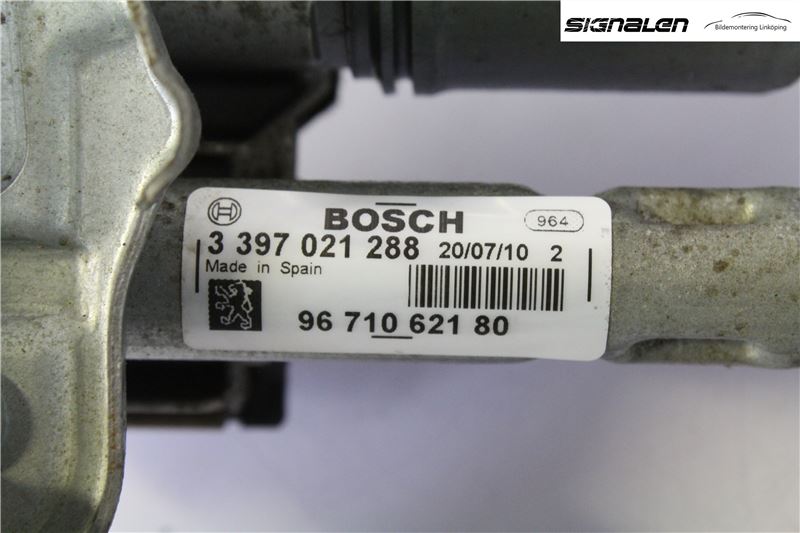 SIGNALEN
Bildemontering Linköping
BOSCH 964
3 397 021 288 20/07/10 2
Made in Spain
96 710 621 80